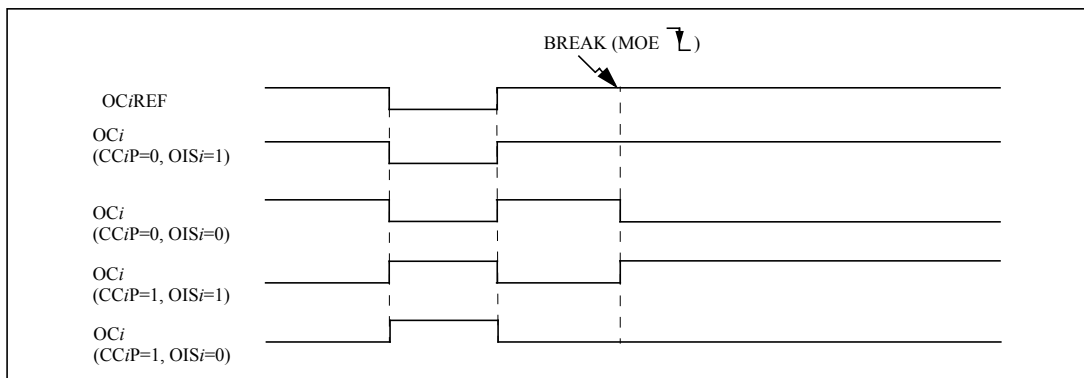 BREAK (MOE )
OCiREF
OCi
(CCiP=0, OISi=1)
OCi
(CCiP=0, OISi=0)
OCi
(CCiP=1, OISi=1)
OCi
(CCiP=1, OISi=0)